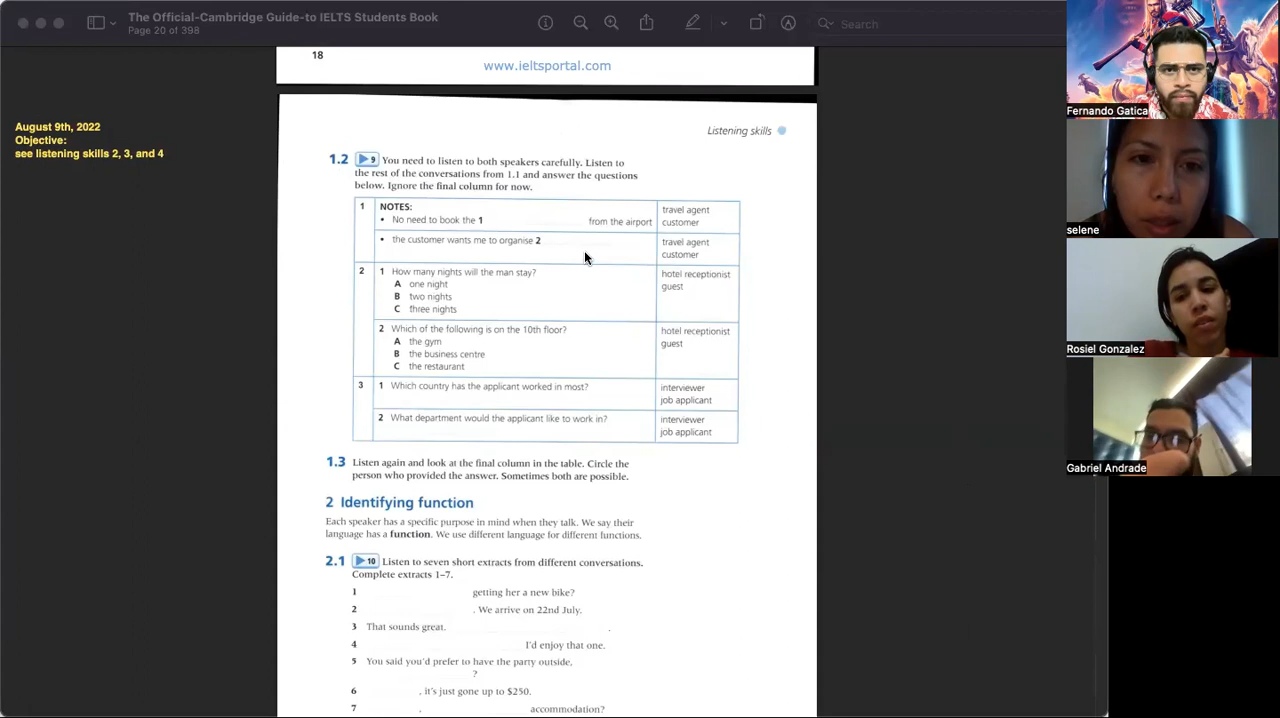 The Official-Cambridge Guide-to IELTS Students Book
Page 20 of 398
Search
18
www.ieltsportal.com
August 9th, 2022
Objective:
see listening skills 2, 3, and 4
Listening skills
1.2 9 You need to listen to both speakers carefully. Listen to
the rest of the conversations from 1.1 and answer the questions
below. Ignore the final column for now.
1 NOTES:
• No need to book the 1 from the airport
travel agent
customer
• the customer wants me to organise 2
travel agent
customer
2 1 How many nights will the man stay?
A one night
B two nights
C three nights
hotel receptionist
guest
2 Which of the following is on the 10th floor?
A the gym
B the business centre
C the restaurant
hotel receptionist
guest
3 1 Which country has the applicant worked in most?
interviewer
job applicant
2 What department would the applicant like to work in?
interviewer
job applicant
1.3 Listen again and look at the final column in the table. Circle the
person who provided the answer. Sometimes both are possible.
2 Identifying function
Each speaker has a specific purpose in mind when they talk. We say their
language has a function. We use different language for different functions.
2.1 10 Listen to seven short extracts from different conversations.
Complete extracts 1–7.
1 getting her a new bike?
2 . We arrive on 22nd July.
3 That sounds great. .
4 I'd enjoy that one.
5 You said you'd prefer to have the party outside,
?
6 , it's just gone up to $250.
7 . accommodation?
Fernando Gatica
selene
Rosiel Gonzalez
Gabriel Andrade